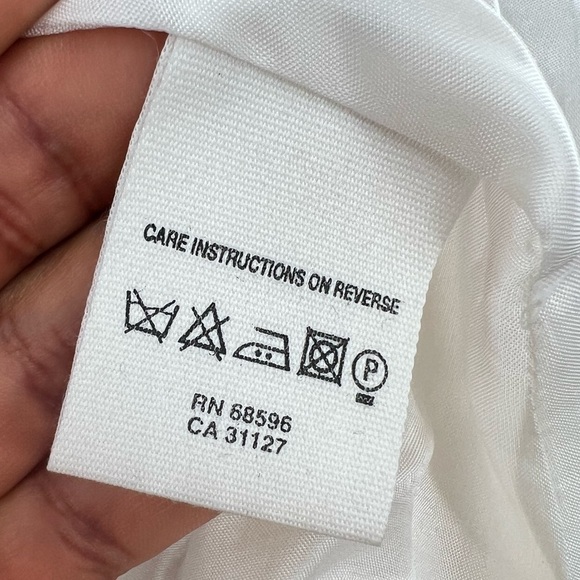 CARE INSTRUCTIONS ON REVERSE
P
RN 68596
CA 31127